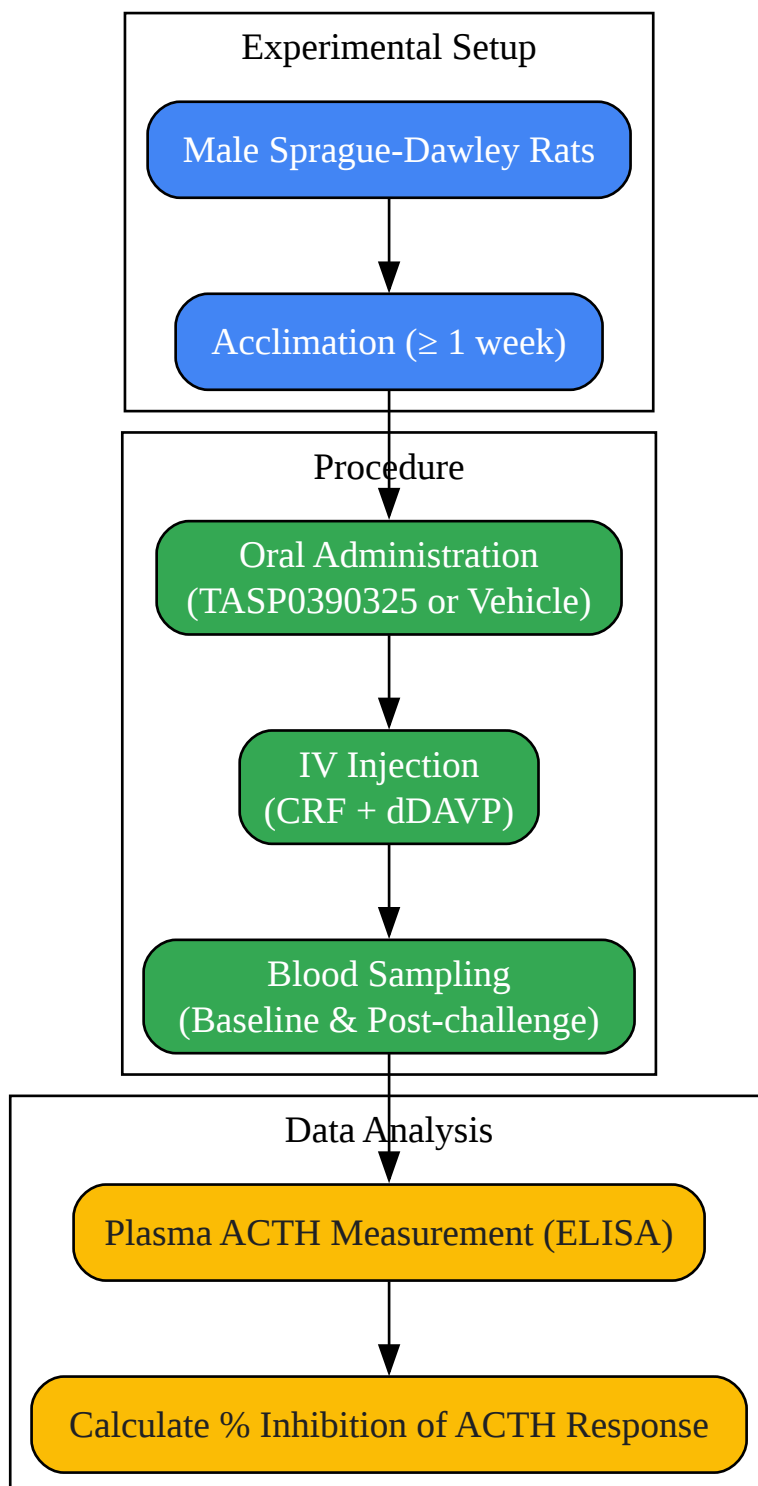 Experimental Setup
Male Sprague-Dawley Rats
Acclimation (≥ 1 week)
Procedure
Oral Administration
(TASP0390325 or Vehicle)
IV Injection
(CRF + dDAVP)
Blood Sampling
(Baseline & Post-challenge)
Data Analysis
Plasma ACTH Measurement (ELISA)
Calculate % Inhibition of ACTH Response